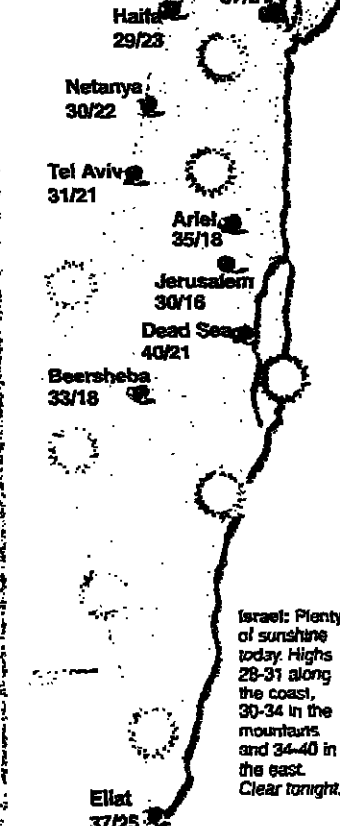 Haifa
29/23
Netanya
30/22
Tel Aviv
31/21
Ariel
35/18
Jerusalem
30/16
Dead Sea
40/21
Beersheba
33/18
Israel: Plenty
of sunshine
today. Highs
28-31 along
the coast,
30-34 in the
mountains
and 34-40 in
the east.
Clear tonight.
Eliat
37/25